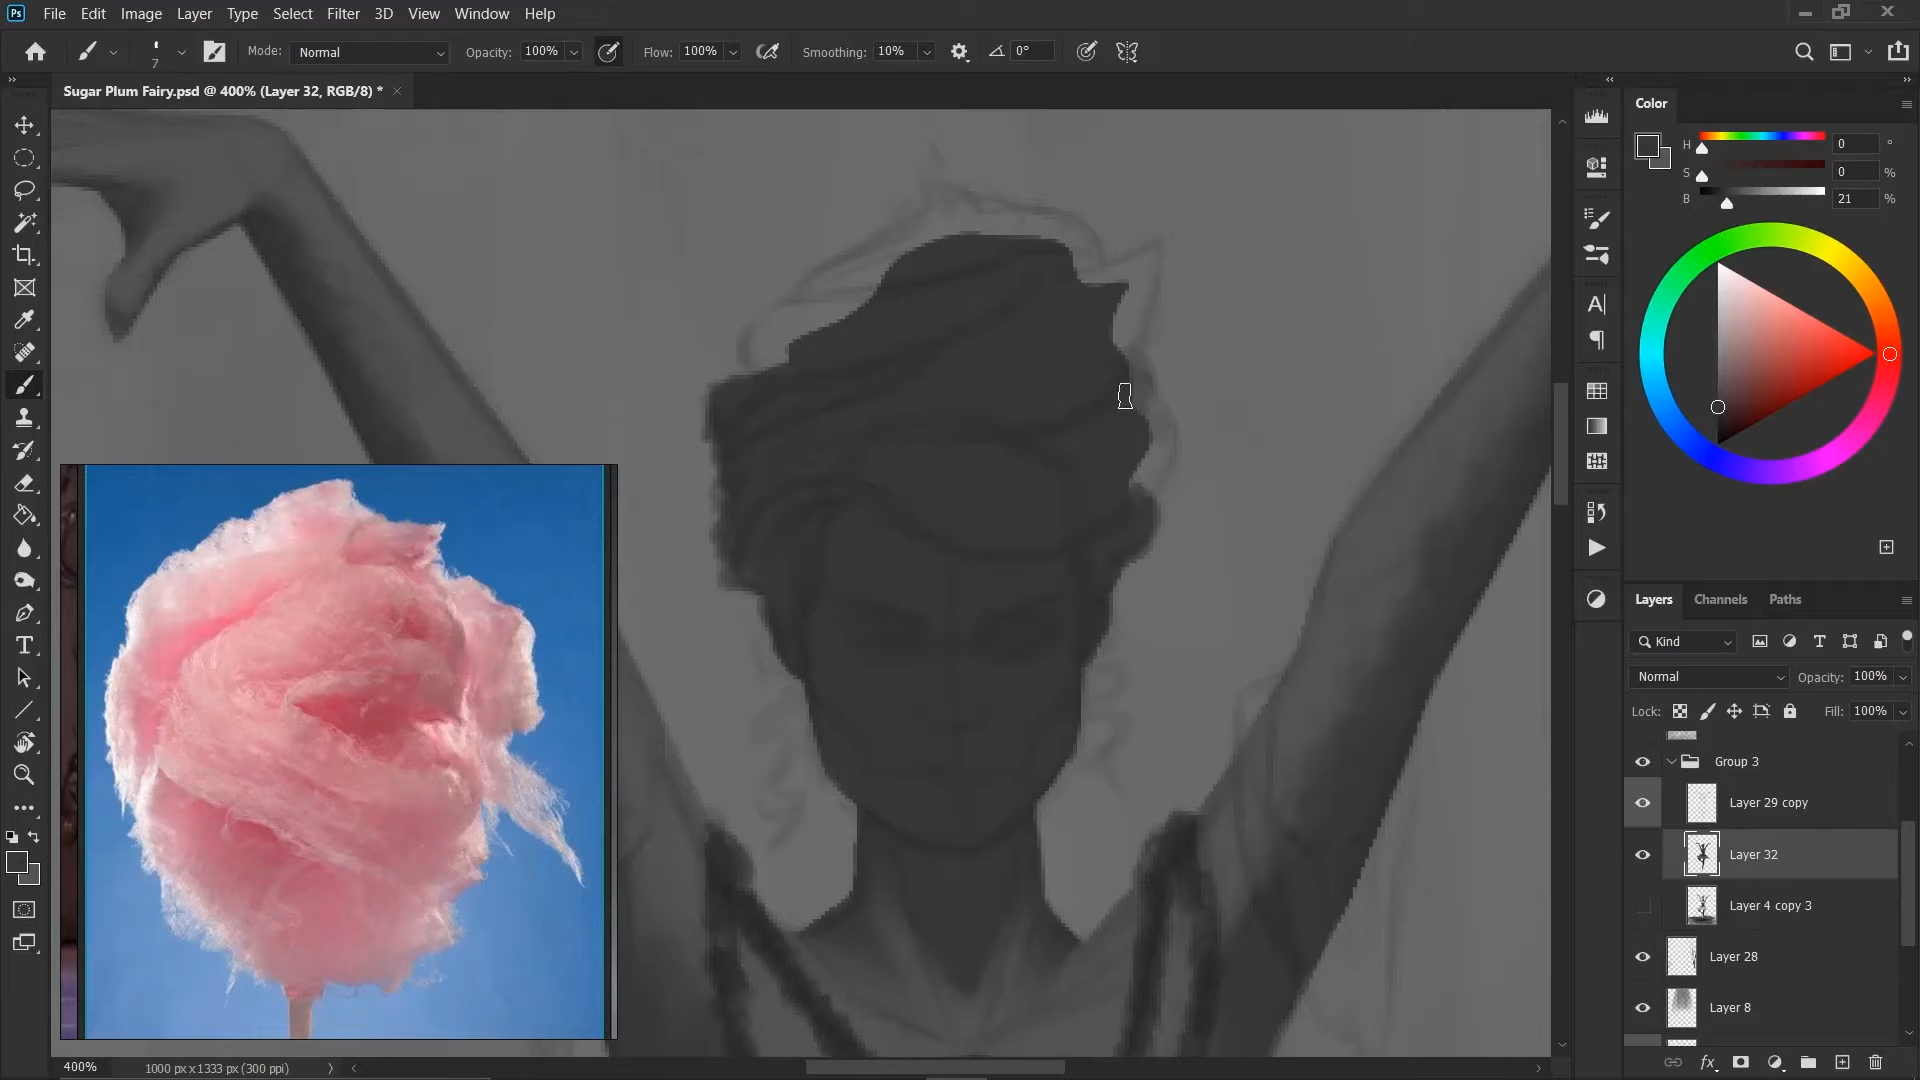 Ps File Edit Image Layer Type Select Filter 3D View Window Help
7 Mode: Normal Opacity: 100% Flow: 100% Smoothing: 10% 0°
Sugar Plum Fairy.psd @ 400% (Layer 32, RGB/8) *
Color
H 0 °
S 0 %
B 21 %
Layers Channels Paths
Kind
Normal Opacity: 100%
Lock: Fill: 100%
Group 3
Layer 29 copy
Layer 32
Layer 4 copy 3
Layer 28
Layer 8
fx
400% 1000 px x 1333 px (300 ppi)